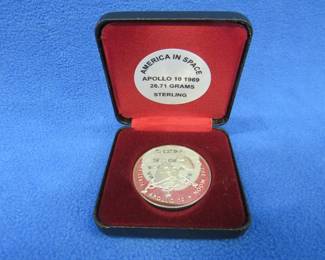 AMERICA IN SPACE
APOLLO 10 1969
26.71 GRAMS
STERLING